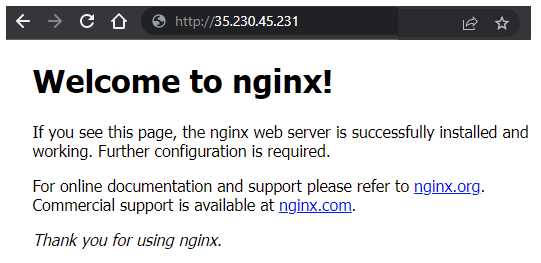 http://35.230.45.231
Welcome to nginx!
If you see this page, the nginx web server is successfully installed and
working. Further configuration is required.
For online documentation and support please refer to nginx.org.
Commercial support is available at nginx.com.
Thank you for using nginx.